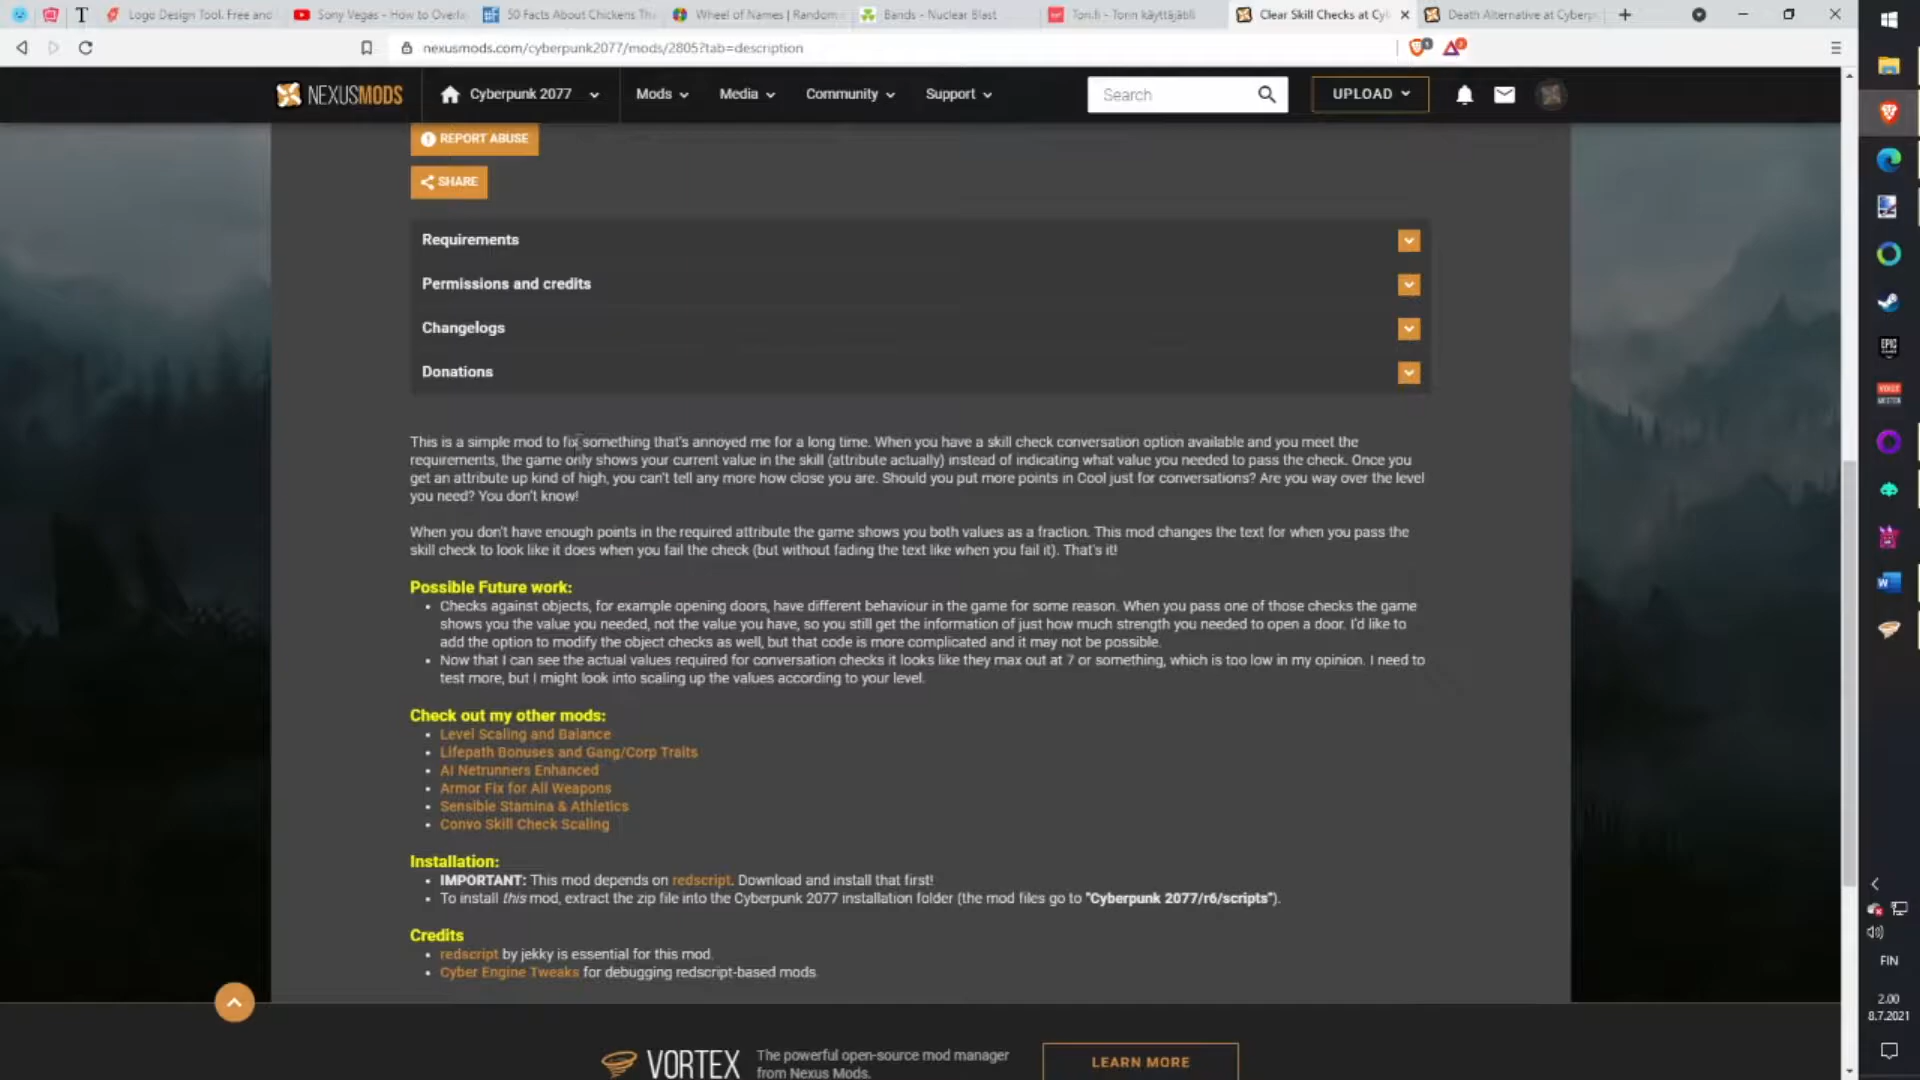 Logo Design Tool. Free and
Sony Vegas - How to Overla
50 Facts About Chickens Th
Wheel of Names | Random
Bands - Nuclear Blast
Tori.fi - Torin käyttäjäbli
Clear Skill Checks at Cyb
Death Alternative at Cyberp
nexusmods.com/cyberpunk2077/mods/2805?tab=description
NEXUSMODS
Cyberpunk 2077
Mods
Media
Community
Support
Search
UPLOAD
REPORT ABUSE
SHARE
Requirements
Permissions and credits
Changelogs
Donations
This is a simple mod to fix something that's annoyed me for a long time. When you have a skill check conversation option available and you meet the
requirements, the game only shows your current value in the skill (attribute actually) instead of indicating what value you needed to pass the check. Once you
get an attribute up kind of high, you can't tell any more how close you are. Should you put more points in Cool just for conversations? Are you way over the level
you need? You don't know!
When you don't have enough points in the required attribute the game shows you both values as a fraction. This mod changes the text for when you pass the
skill check to look like it does when you fail the check (but without fading the text like when you fail it). That's it!
Possible Future work:
• Checks against objects, for example opening doors, have different behaviour in the game for some reason. When you pass one of those checks the game
shows you the value you needed, not the value you have, so you still get the information of just how much strength you needed to open a door. I'd like to
add the option to modify the object checks as well, but that code is more complicated and it may not be possible.
• Now that I can see the actual values required for conversation checks it looks like they max out at 7 or something, which is too low in my opinion. I need to
test more, but I might look into scaling up the values according to your level.
Check out my other mods:
• Level Scaling and Balance
• Lifepath Bonuses and Gang/Corp Traits
• AI Netrunners Enhanced
• Armor Fix for All Weapons
• Sensible Stamina & Athletics
• Convo Skill Check Scaling
Installation:
• IMPORTANT: This mod depends on redscript. Download and install that first!
• To install this mod, extract the zip file into the Cyberpunk 2077 installation folder (the mod files go to "Cyberpunk 2077/r6/scripts").
Credits
• redscript by jekky is essential for this mod.
• Cyber Engine Tweaks for debugging redscript-based mods
VORTEX
The powerful open-source mod manager
from Nexus Mods.
LEARN MORE
EPIC
FIN
2.00
8.7.2021